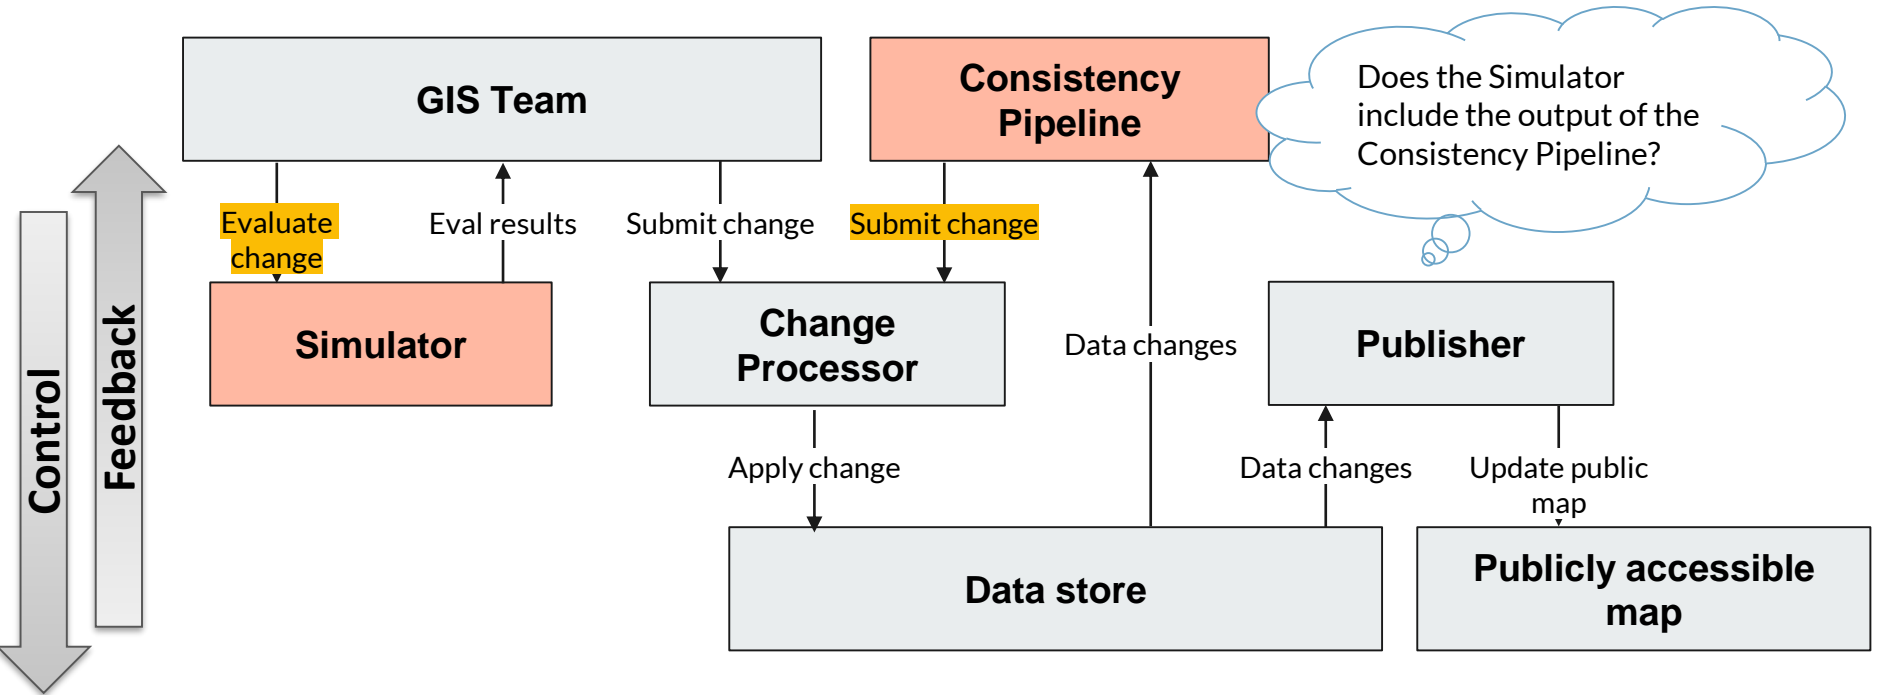 GIS Team
Consistency
Pipeline
Does the Simulator
include the output of the
Consistency Pipeline?
Evaluate
change
Eval results
Submit change
Submit change
Control
Feedback
Simulator
Change
Processor
Data changes
Publisher
Apply change
Data changes
Update public
map
Data store
Publicly accessible
map